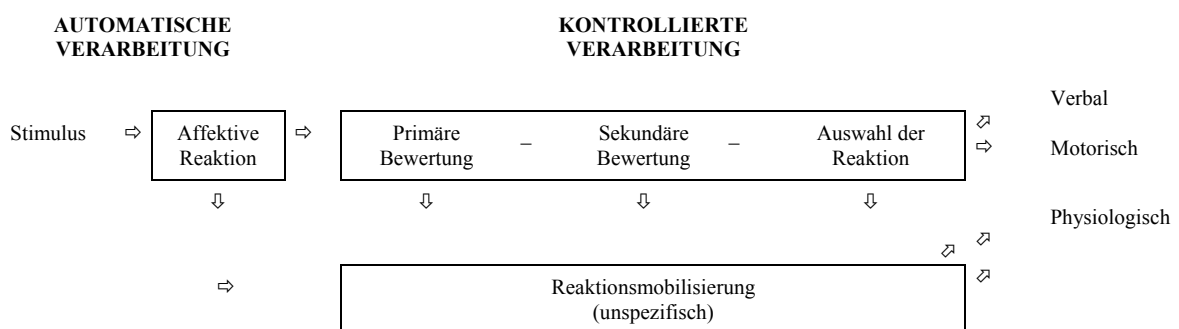 AUTOMATISCHE
VERARBEITUNG
KONTROLLIERTE
VERARBEITUNG
Stimulus ⇨
Affektive
Reaktion
⇨
Primäre
Bewertung
–
Sekundäre
Bewertung
–
Auswahl der
Reaktion
Verbal
Motorisch
Physiologisch
Reaktionsmobilisierung
(unspezifisch)